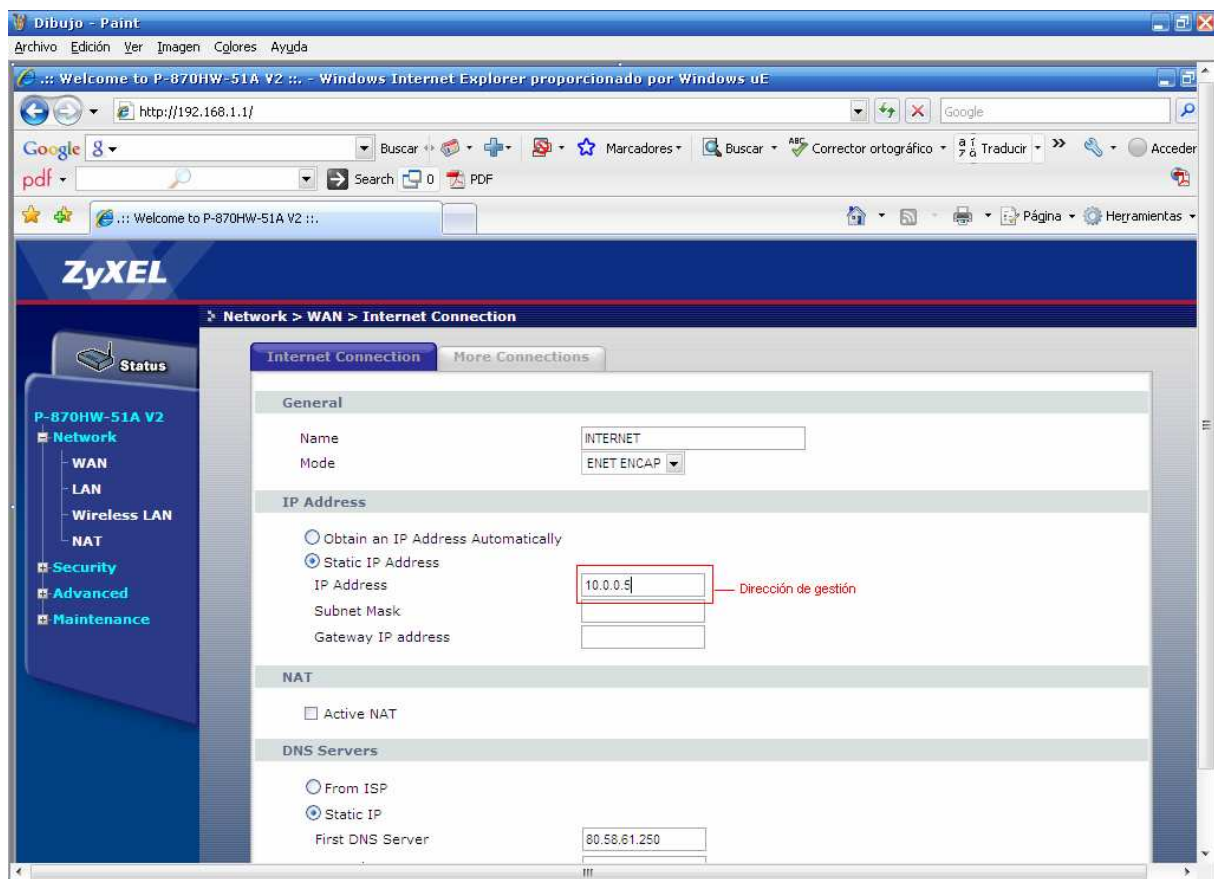 Dibujo - Paint
Archivo Edición Ver Imagen Colores Ayuda
.:: Welcome to P-870HW-51A V2 ::. - Windows Internet Explorer proporcionado por Windows uE
http://192.168.1.1/
Google
Google
Buscar
Marcadores
Buscar
ABC
Corrector ortográfico
Traducir
»
Acceder
pdf
Search
0
PDF
.:: Welcome to P-870HW-51A V2 ::.
Página
Herramientas
ZyXEL
Network > WAN > Internet Connection
Status
Internet Connection
More Connections
P-870HW-51A V2
Network
WAN
LAN
Wireless LAN
NAT
Security
Advanced
Maintenance
General
Name
INTERNET
Mode
ENET ENCAP
IP Address
Obtain an IP Address Automatically
Static IP Address
IP Address
10.0.0.5
Dirección de gestión
Subnet Mask
Gateway IP address
NAT
Active NAT
DNS Servers
From ISP
Static IP
First DNS Server
80.58.61.250